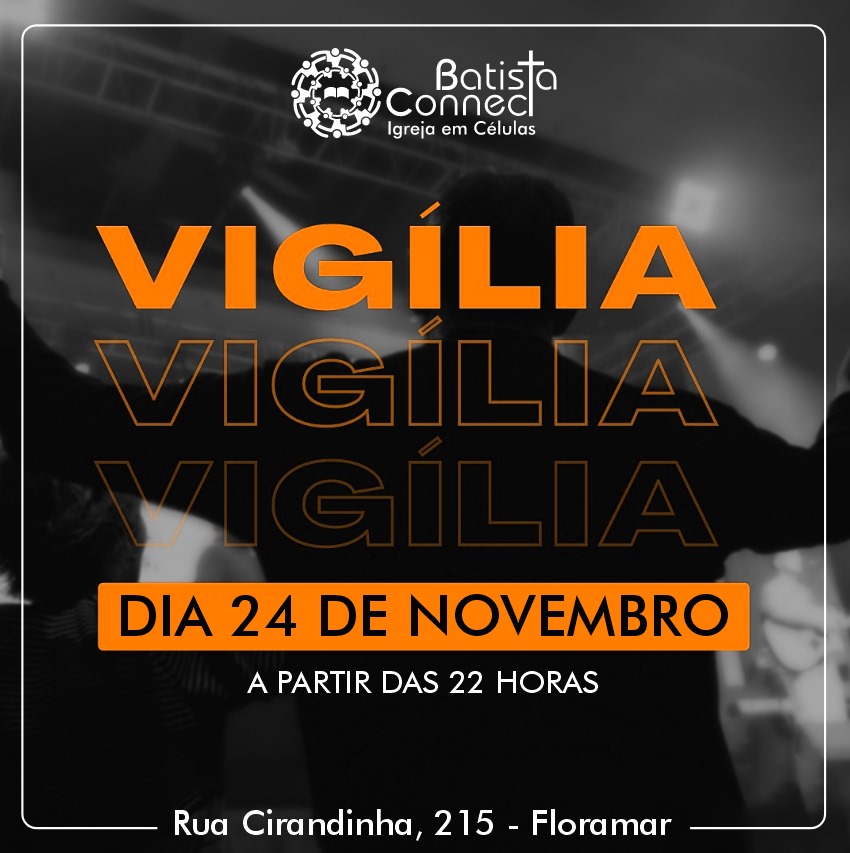 Batista
Connect
Igreja em Células
VIGÍLIA
VIGÍLIA
VIGÍLIA
DIA 24 DE NOVEMBRO
A PARTIR DAS 22 HORAS
Rua Cirandinha, 215 - Floramar